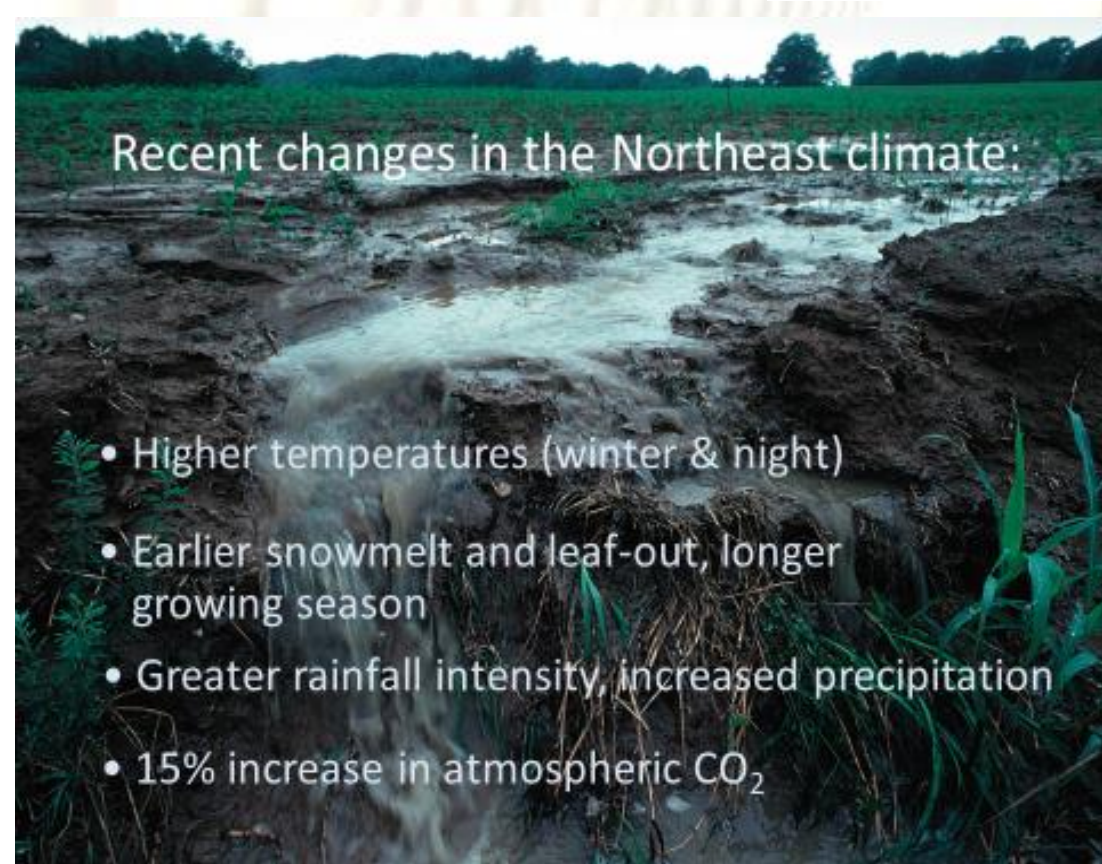 Recent changes in the Northeast climate:
• Higher temperatures (winter & night)
• Earlier snowmelt and leaf-out, longer
growing season
• Greater rainfall intensity, increased precipitation
• 15% increase in atmospheric CO₂